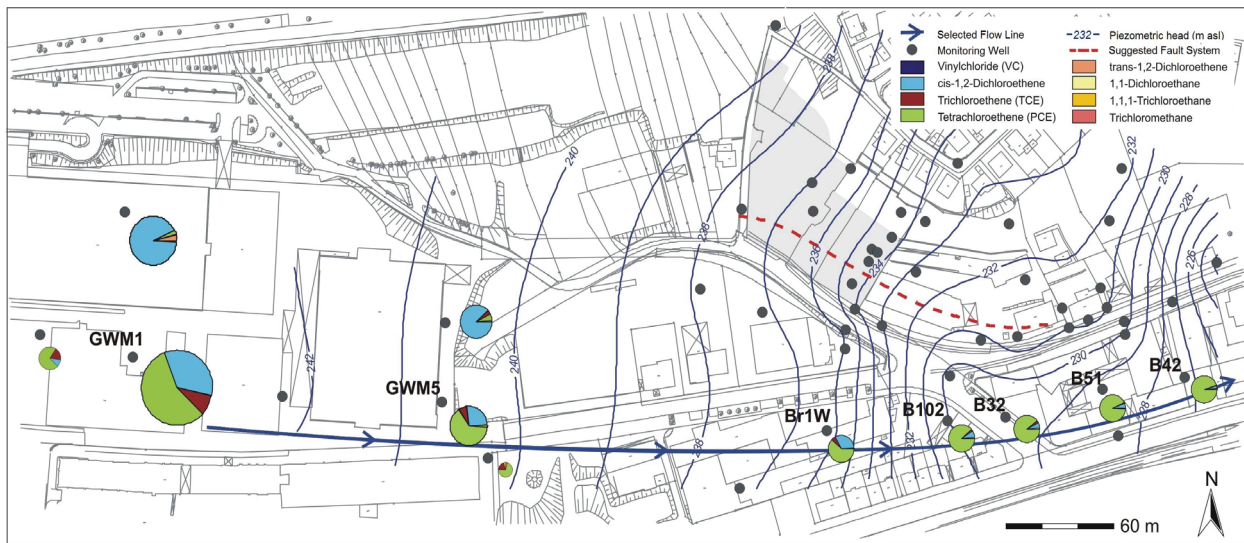 Selected Flow Line
Monitoring Well
Vinylchloride (VC)
cis-1,2-Dichloroethene
Trichloroethene (TCE)
Tetrachloroethene (PCE)
-232- Piezometric head (m asl)
Suggested Fault System
trans-1,2-Dichloroethene
1,1-Dichloroethane
1,1,1-Trichloroethane
Trichloromethane
238
240
232
230
228
226
238
236
234
232
242
240
238
232
230
228
GWM1
GWM5
Br1W
B102
B32
B51
B42
N
60 m